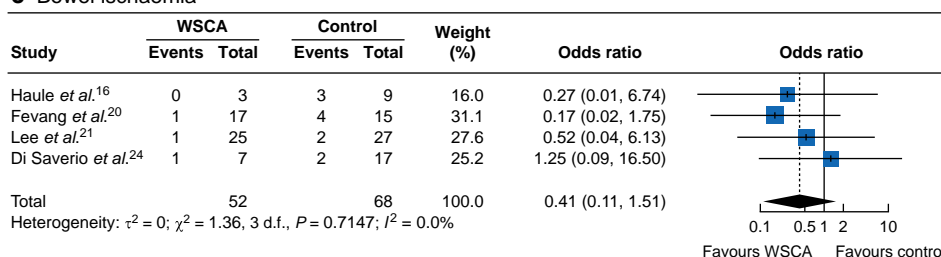 Bowel ischaemia
WSCA Control Weight
Study Events Total Events Total (%) Odds ratio Odds ratio
Haule et al.16 0 3 3 9 16.0 0.27 (0.01, 6.74)
Fevang et al.20 1 17 4 15 31.1 0.17 (0.02, 1.75)
Lee et al.21 1 25 2 27 27.6 0.52 (0.04, 6.13)
Di Saverio et al.24 1 7 2 17 25.2 1.25 (0.09, 16.50)
Total 52 68 100.0 0.41 (0.11, 1.51)
Heterogeneity: τ2 = 0; χ2 = 1.36, 3 d.f., P = 0.7147; I2 = 0.0%
0.1 0.5 1 2 10
Favours WSCA Favours contro